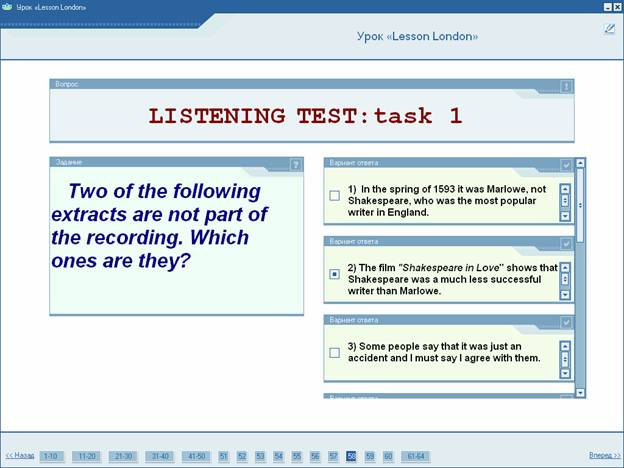 Урок «Lesson London»
Урок «Lesson London»
Вопрос
LISTENING TEST:task 1
Задание
Two of the following
extracts are not part of
the recording. Which
ones are they?
Вариант ответа
1) In the spring of 1593 it was Marlowe, not
Shakespeare, who was the most popular
writer in England.
Вариант ответа
2) The film "Shakespeare in Love" shows that
Shakespeare was a much less successful
writer than Marlowe.
Вариант ответа
3) Some people say that it was just an
accident and I must say I agree with them.
Вариант ответа
<< Назад 1-10 11-20 21-30 31-40 41-50 51 52 53 54 55 56 57 58 59 60 61-64 Вперед >>